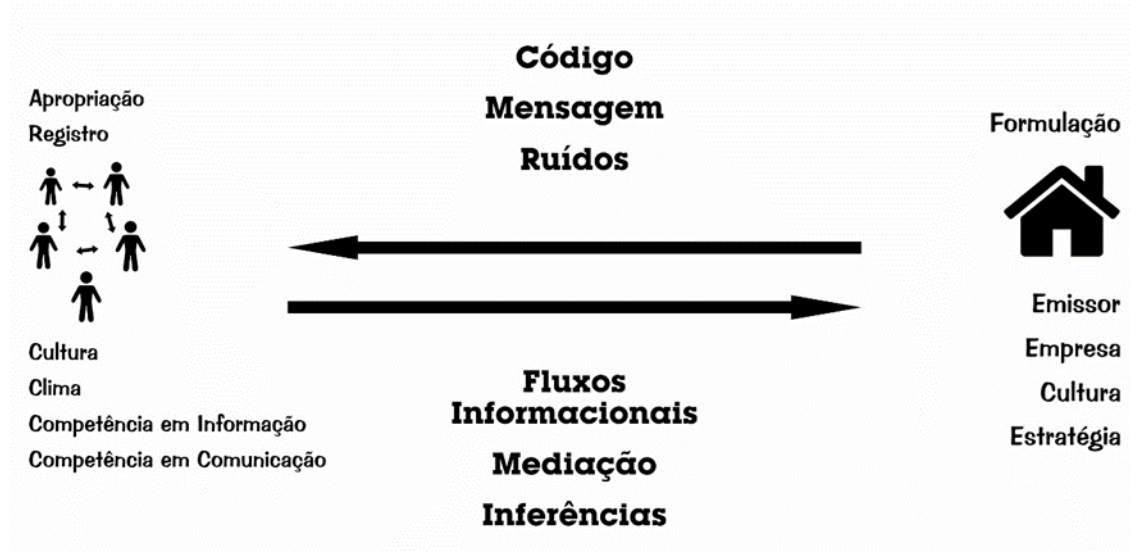 Apropriação
Registro
Cultura
Clima
Competência em Informação
Competência em Comunicação
Código
Mensagem
Ruídos
Fluxos
Informacionais
Mediação
Inferências
Formulação
Emissor
Empresa
Cultura
Estratégia